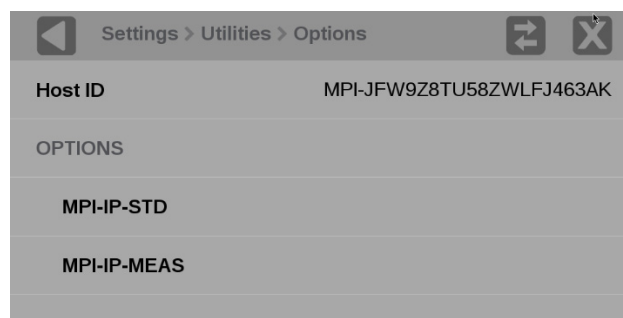 Settings > Utilities > Options
Host ID MPI-JFW9Z8TU58ZWLFJ463AK
OPTIONS
MPI-IP-STD
MPI-IP-MEAS